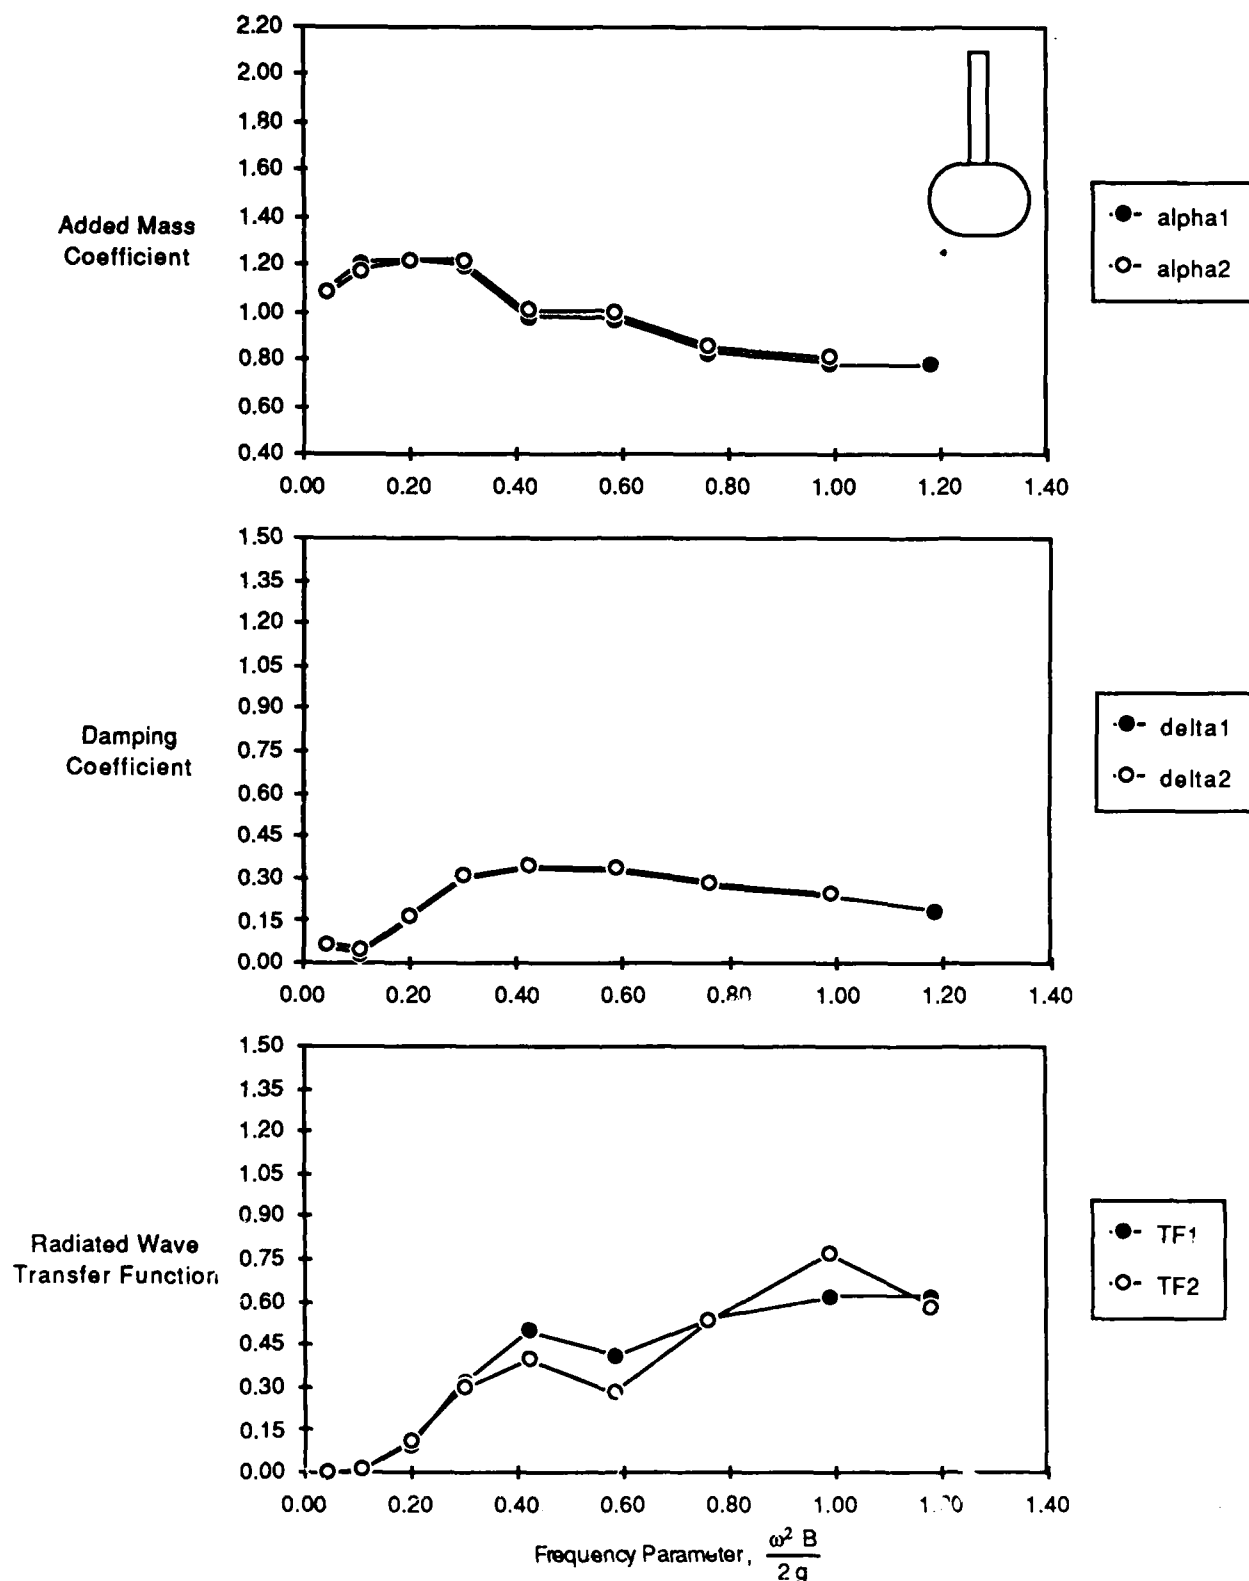 2.20
2.00
1.80
1.60
1.40
1.20
1.00
0.80
0.60
0.40
Added Mass
Coefficient
0.00 0.20 0.40 0.60 0.80 1.00 1.20 1.40
alpha1
alpha2
1.50
1.35
1.20
1.05
0.90
0.75
0.60
0.45
0.30
0.15
0.00
Damping
Coefficient
0.00 0.20 0.40 0.60 0.80 1.00 1.20 1.40
delta1
delta2
1.50
1.35
1.20
1.05
0.90
0.75
0.60
0.45
0.30
0.15
0.00
Radiated Wave
Transfer Function
0.00 0.20 0.40 0.60 0.80 1.00 1.20 1.40
TF1
TF2
Frequency Parameter, ω² B
2 g